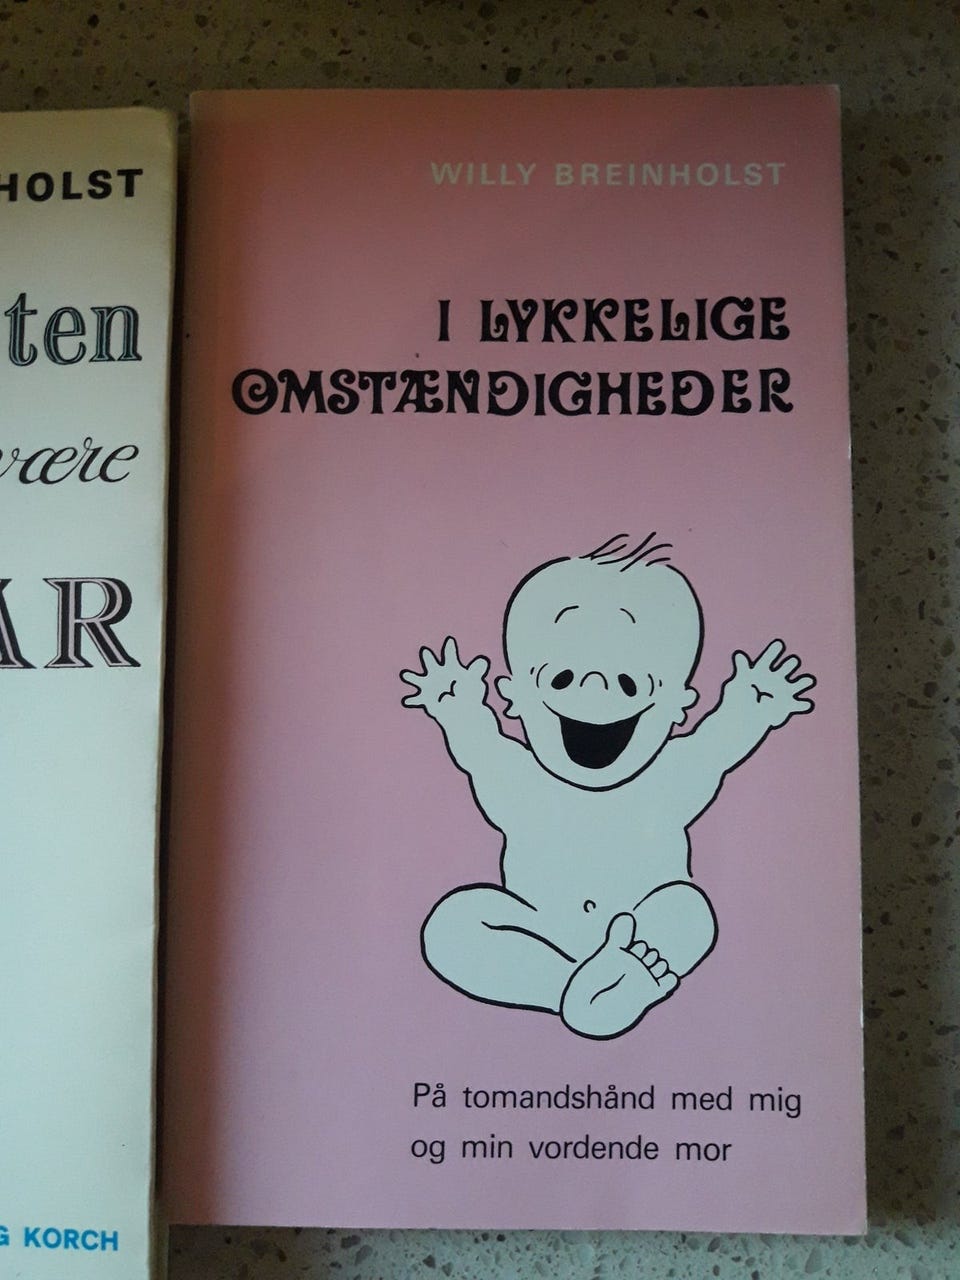 HOLST
ten
være
AR
G KORCH
WILLY BREINHOLST
I LYKKELIGE
OMSTÆNDIGHEDER
På tomandshånd med mig
og min vordende mor